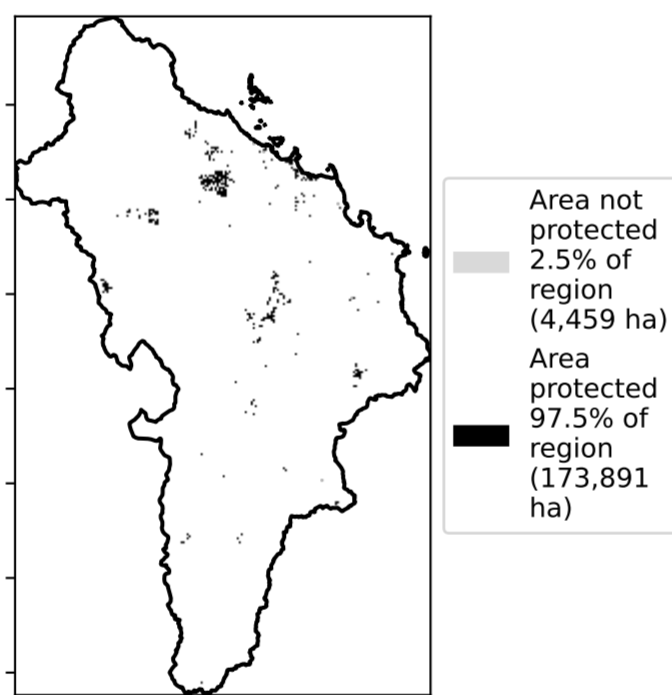 Area not
protected
2.5% of
region
(4,459 ha)
Area
protected
97.5% of
region
(173,891
ha)